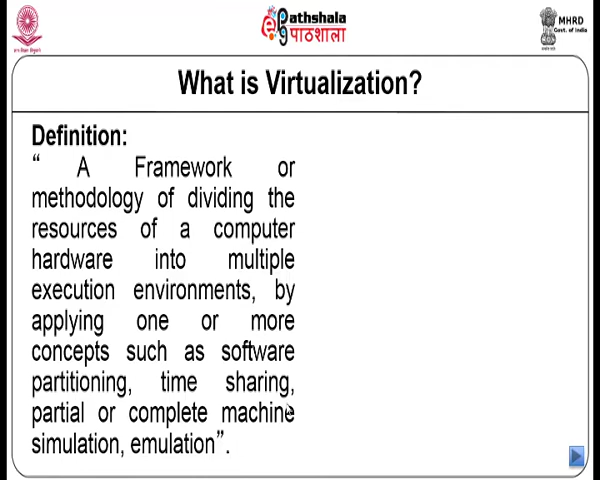 Pathshala
पाठशाला
MHRD
Govt. of India
What is Virtualization?
Definition:
“ A Framework or
methodology of dividing the
resources of a computer
hardware into multiple
execution environments, by
applying one or more
concepts such as software
partitioning, time sharing,
partial or complete machine
simulation, emulation”.